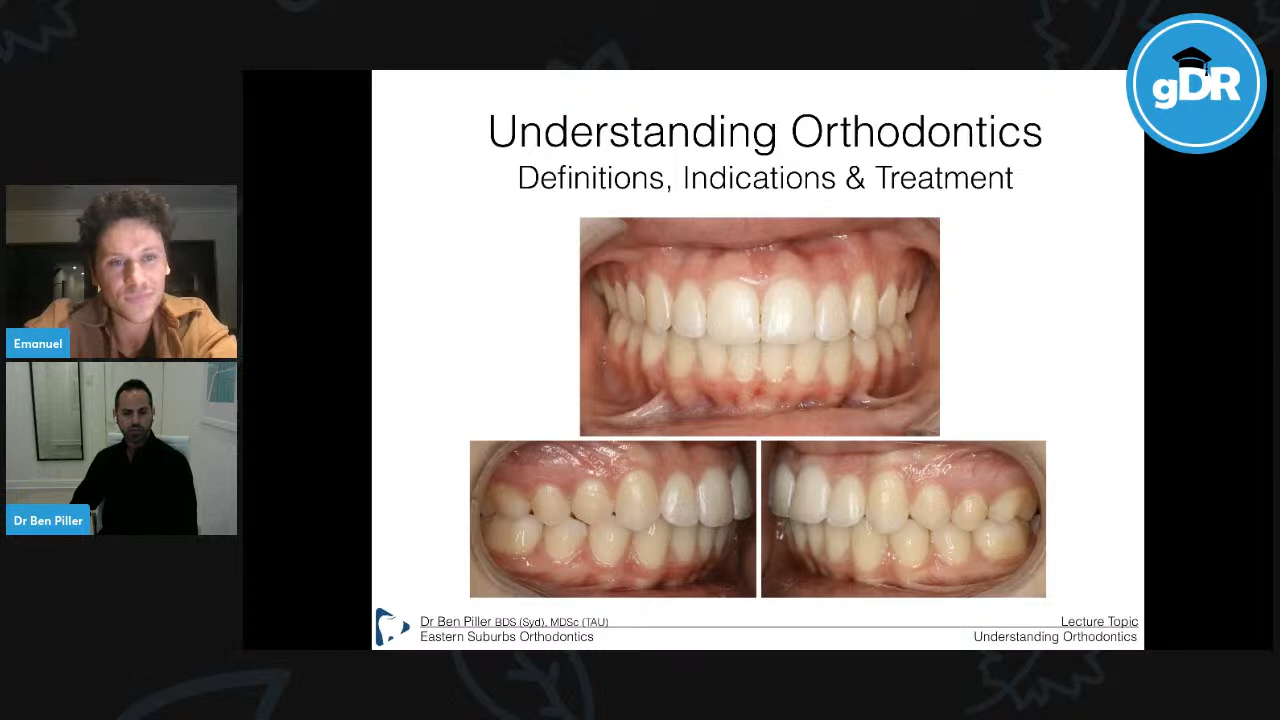 gDR
Understanding Orthodontics
Definitions, Indications & Treatment
Emanuel
Dr Ben Piller
Dr Ben Piller BDS (Syd), MDSc (TAU)
Eastern Suburbs Orthodontics
Lecture Topic
Understanding Orthodontics